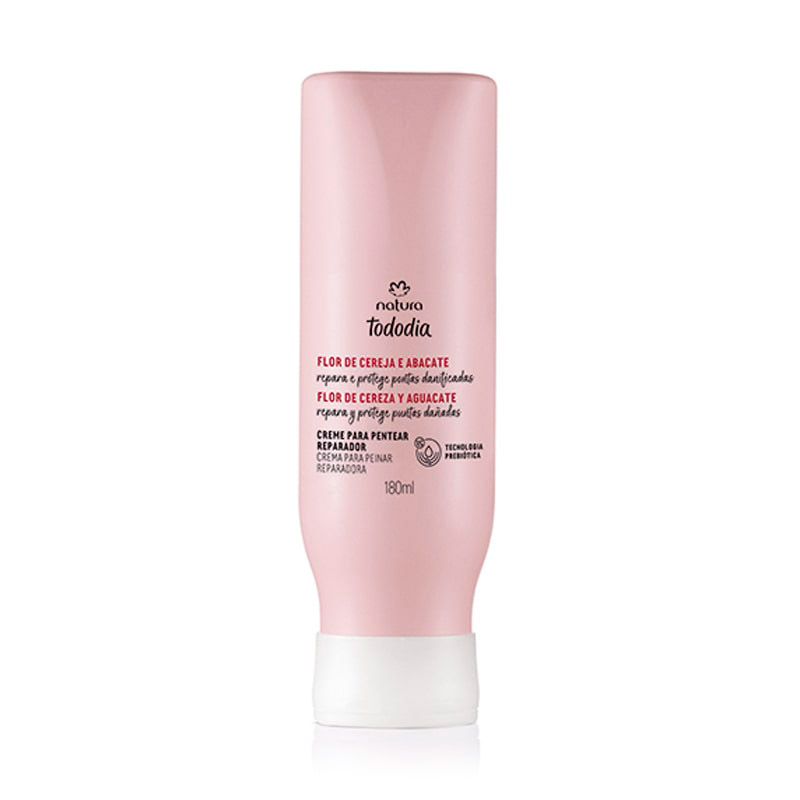 natura
Tododia
FLOR DE CEREJA E ABACATE
repara e protege pontas danificadas
FLOR DE CEREZA Y AGUACATE
repara y protege puntas dañadas
CREME PARA PENTEAR
REPARADOR
CREMA PARA PEINAR
REPARADORA
TECNOLOGIA
PREBIÓTICA
180ml